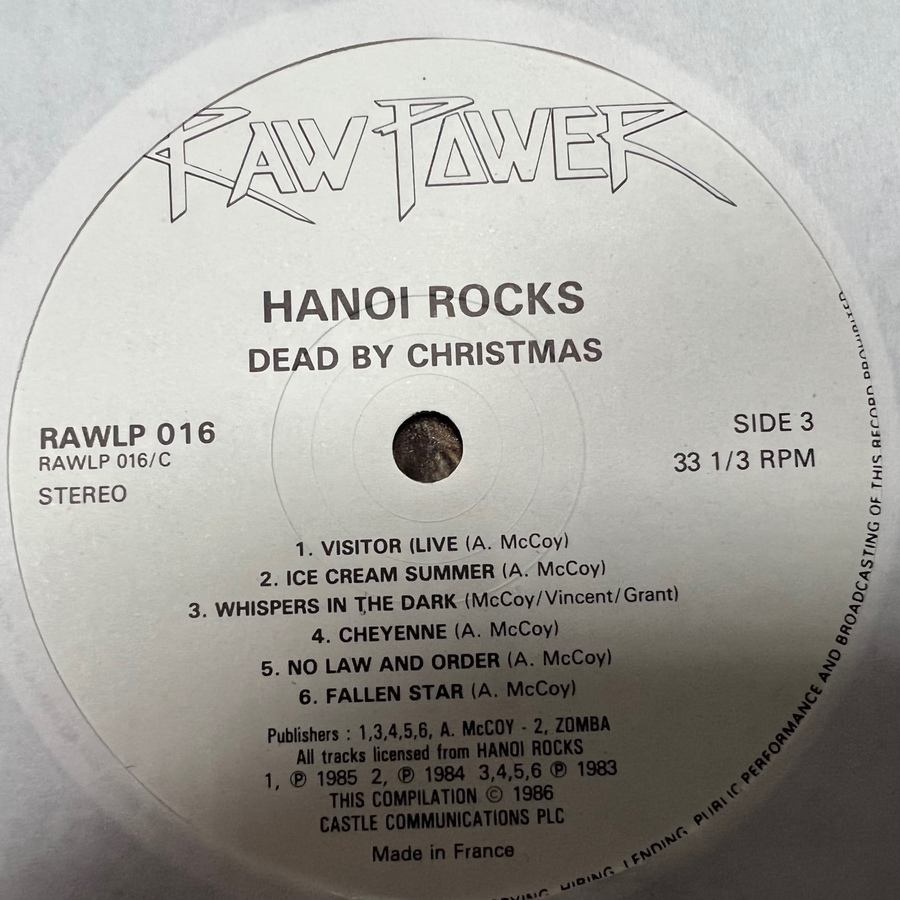 RAW POWER
HANOI ROCKS
DEAD BY CHRISTMAS
RAWLP 016
RAWLP 016/C
STEREO
SIDE 3
33 1/3 RPM
1. VISITOR (LIVE (A. McCoy)
2. ICE CREAM SUMMER (A. McCoy)
3. WHISPERS IN THE DARK (McCoy/Vincent/Grant)
4. CHEYENNE (A. McCoy)
5. NO LAW AND ORDER (A. McCoy)
6. FALLEN STAR (A. McCoy)
Publishers : 1,3,4,5,6, A. McCOY - 2, ZOMBA
All tracks licensed from HANOI ROCKS
1, ℗ 1985 2, ℗ 1984 3,4,5,6 ℗ 1983
THIS COMPILATION © 1986
CASTLE COMMUNICATIONS PLC
Made in France
HIRING, LENDING, PUBLIC PERFORMANCE AND BROADCASTING OF THIS RECORD PROHIBITED